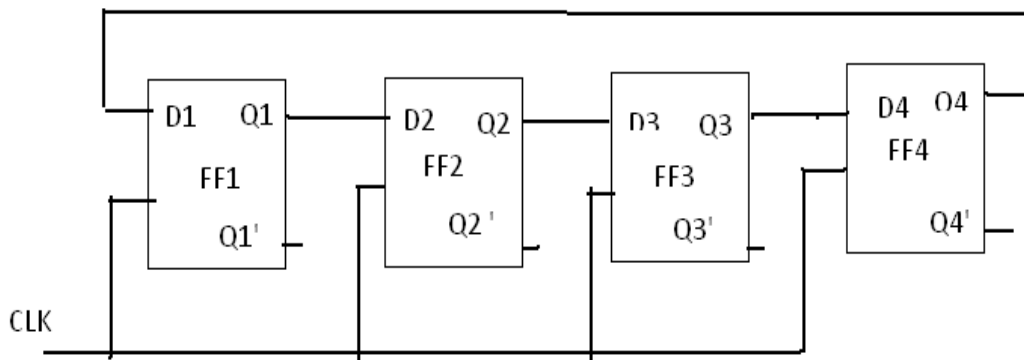 D1 Q1
FF1
Q1'
D2 Q2
FF2
Q2 '
D3 Q3
FF3
Q3'
D4 Q4
FF4
Q4'
CLK